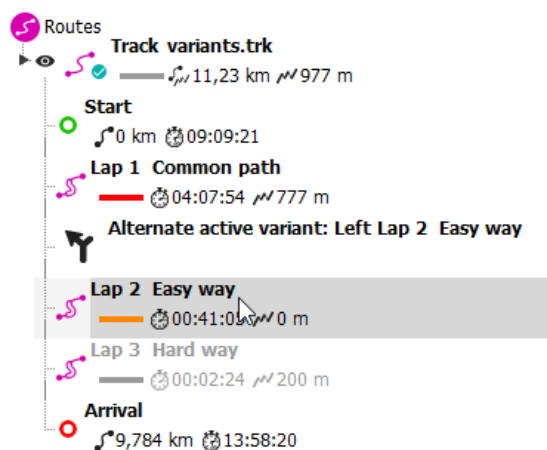 Routes
Track variants.trk
11,23 km 977 m
Start
0 km 09:09:21
Lap 1 Common path
04:07:54 777 m
Alternate active variant: Left Lap 2 Easy way
Lap 2 Easy way
0 m
Lap 3 Hard way
00:02:24 200 m
Arrival
9,784 km 13:58:20